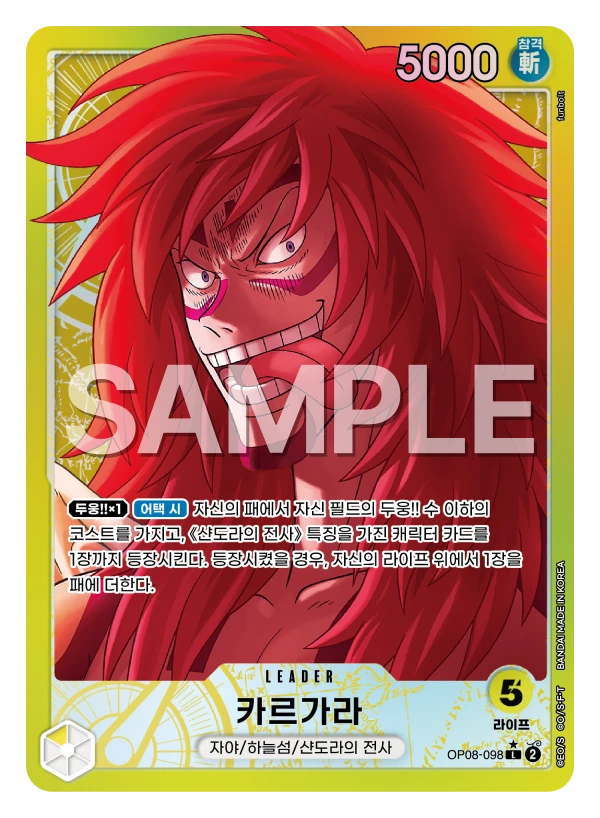 5000
참격
斬
funbolt
SAMPLE
두웅!!×1 어택 시 자신의 패에서 자신 필드의 두웅!! 수 이하의
코스트를 가지고, 《샨도라의 전사》 특징을 가진 캐릭터 카드를
1장까지 등장시킨다. 등장시켰을 경우, 자신의 라이프 위에서 1장을
패에 더한다.
LEADER
카르가라
자야/하늘섬/샨도라의 전사
5
라이프
OP08-098 L 2
©EO/S ©O/S·F·T BANDAI MADE IN KOREA